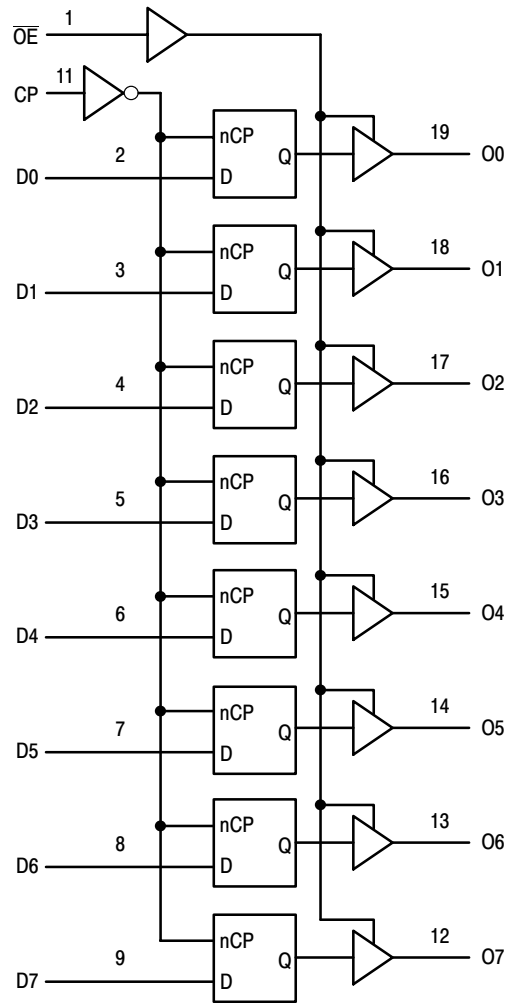 1
O̅E̅
11
CP
nCP
2
Q
19
O0
D0
D
nCP
3
Q
18
O1
D1
D
nCP
4
Q
17
O2
D2
D
nCP
5
Q
16
O3
D3
D
nCP
6
Q
15
O4
D4
D
nCP
7
Q
14
O5
D5
D
nCP
8
Q
13
O6
D6
D
nCP
9
Q
12
O7
D7
D